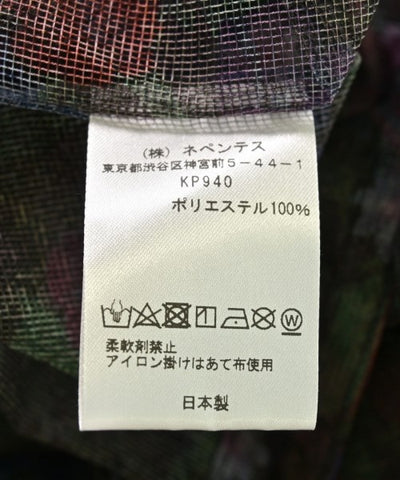 (株) ネペンテス
東京都渋谷区神宮前5-44-1
KP940
ポリエステル100%
W
柔軟剤禁止
アイロン掛けはあて布使用
日本製